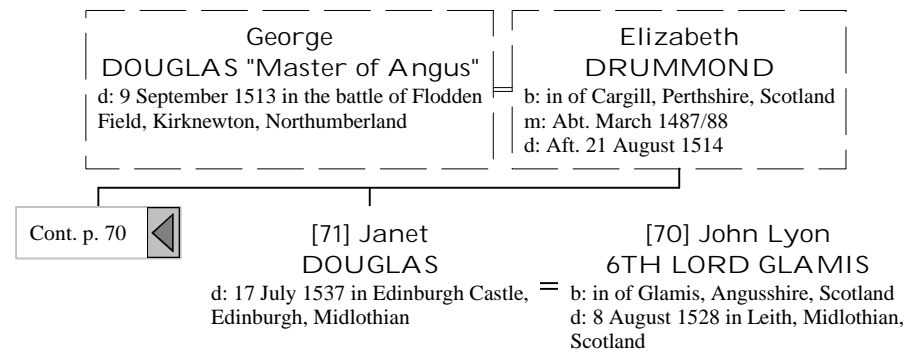 George
DOUGLAS "Master of Angus"
d: 9 September 1513 in the battle of Flodden
Field, Kirknewton, Northumberland
Elizabeth
DRUMMOND
b: in of Cargill, Perthshire, Scotland
m: Abt. March 1487/88
d: Aft. 21 August 1514
Cont. p. 70
[71] Janet
DOUGLAS
d: 17 July 1537 in Edinburgh Castle,
Edinburgh, Midlothian
=
[70] John Lyon
6TH LORD GLAMIS
b: in of Glamis, Angusshire, Scotland
d: 8 August 1528 in Leith, Midlothian,
Scotland